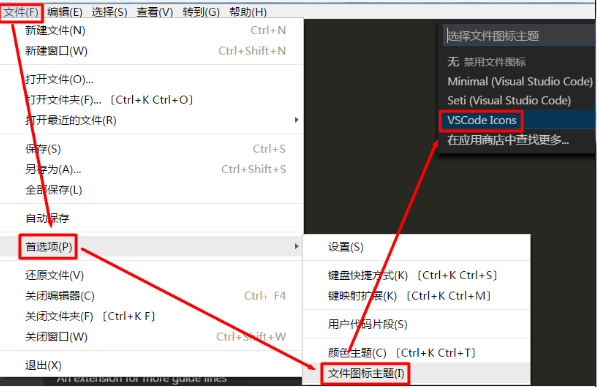 文件(F) 编辑(E) 选择(S) 查看(V) 转到(G) 帮助(H)
新建文件(N) Ctrl+N
新建窗口(W) Ctrl+Shift+N
打开文件(O)...
打开文件夹(F)... 〔Ctrl+K Ctrl+O〕
打开最近的文件(R)
保存(S) Ctrl+S
另存为(A)... Ctrl+Shift+S
全部保存(L)
自动保存
首选项(P)
还原文件(V)
关闭编辑器(C) Ctrl+ F4
关闭文件夹(F) 〔Ctrl+K F〕
关闭窗口(W) Ctrl+Shift+W
退出(X)
An extension for more guide lines
设置(S)
键盘快捷方式(K) 〔Ctrl+K Ctrl+S〕
键映射扩展(K) 〔Ctrl+K Ctrl+M〕
用户代码片段(S)
颜色主题(C) 〔Ctrl+K Ctrl+T〕
文件图标主题(I)
选择文件图标主题
无 禁用文件图标
Minimal (Visual Studio Code)
Seti (Visual Studio Code)
VSCode Icons
在应用商店中查找更多...